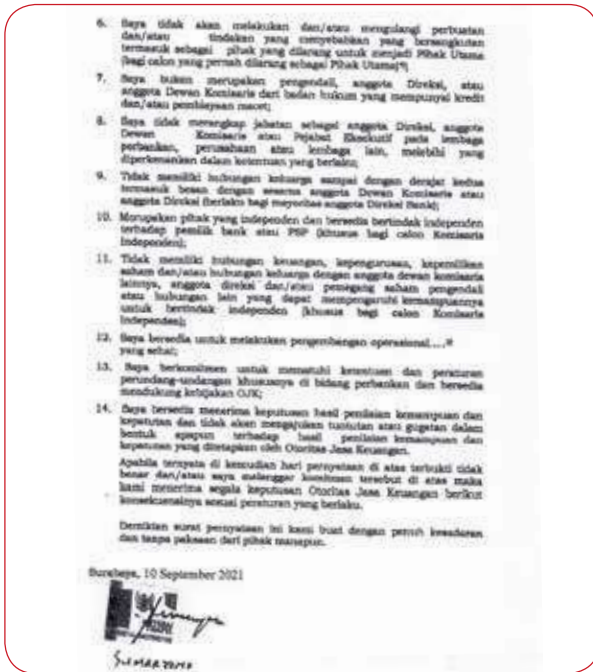 6. Saya tidak akan melakukan dan/atau mengulangi perbuatan
dan/atau tindakan yang menyebabkan yang bersangkutan
termasuk sebagai pihak yang dilarang untuk menjadi Pihak Utama
(bagi calon yang pernah dilarang sebagai Pihak Utama)*)
7. Saya bukan merupakan pengendali, anggota Direksi, atau
anggota Dewan Komisaris dari badan hukum yang mempunyai kredit
dan/atau pembiayaan macet;
8. Saya tidak merangkap jabatan sebagai anggota Direksi, anggota
Dewan Komisaris atau Pejabat Eksekutif pada lembaga
perbankan, perusahaan atau lembaga lain, melebihi yang
diperkenankan dalam ketentuan yang berlaku;
9. Tidak memiliki hubungan keluarga sampai dengan derajat kedua
termasuk besan dengan sesama anggota Dewan Komisaris atau
anggota Direksi (berlaku bagi mayoritas anggota Direksi Bank);
10. Merupakan pihak yang independen dan bersedia bertindak independen
terhadap pemilik bank atau PSP (khusus bagi calon Komisaris
Independen);
11. Tidak memiliki hubungan keuangan, kepengurusan, kepemilikan
saham dan/atau hubungan keluarga dengan anggota dewan komisaris
lainnya, anggota direksi dan/atau pemegang saham pengendali
atau hubungan lain yang dapat mempengaruhi kemampuannya
untuk bertindak independen (khusus bagi calon Komisaris
Independen);
12. Saya bersedia untuk melakukan pengembangan operasional....
yang sehat;
13. Saya berkomitmen untuk mematuhi ketentuan dan peraturan
perundang-undangan khususnya di bidang perbankan dan bersedia
mendukung kebijakan OJK;
14. Saya bersedia menerima keputusan hasil penilaian kemampuan dan
kepatutan dan tidak akan mengajukan tuntutan atau gugatan dalam
bentuk apapun terhadap hasil penilaian kemampuan dan
kepatutan yang ditetapkan oleh Otoritas Jasa Keuangan.
Apabila ternyata di kemudian hari pernyataan di atas terbukti tidak
benar dan/atau saya melanggar komitmen tersebut di atas maka
kami menerima segala keputusan Otoritas Jasa Keuangan berikut
konsekuensinya sesuai peraturan yang berlaku.
Demikian surat pernyataan ini kami buat dengan penuh kesadaran
dan tanpa paksaan dari pihak manapun.
Surabaya, 10 September 2021